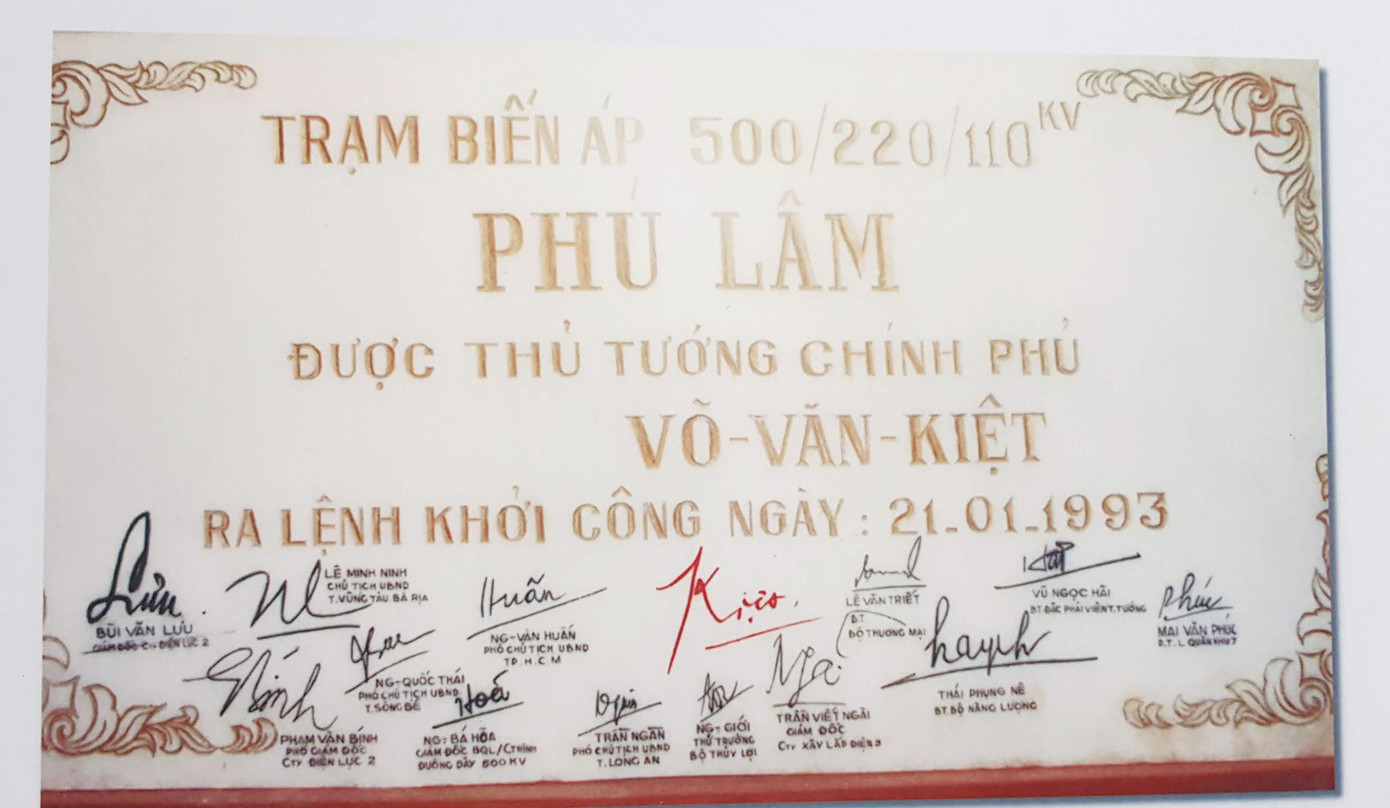 TRẠM BIẾN ÁP 500/220/110 KV
PHÚ LÂM
ĐƯỢC THỦ TƯỚNG CHÍNH PHỦ
VÕ-VĂN-KIỆT
RA LỆNH KHỞI CÔNG NGÀY : 21-01-1993
Lưu
BÙI VĂN LƯU
GIÁM ĐỐC CTY ĐIỆN LỰC 2
LÊ MINH NINH
CHỦ TỊCH UBND
T.VŨNG TÀU BÀ RỊA
Huấn
NG-VĂN HUẤN
PHÓ CHỦ TỊCH UBND
TP.H.C.M
Kiệt
LÊ VĂN TRIẾT
BT
BỘ THƯƠNG MẠI
VŨ NGỌC HẢI
BT.ĐẶC PHÁI VIÊN T.TƯỚNG
Phúc
MAI VĂN PHÚC
P.T.L QUÂN KHU 7
NG-QUỐC THÁI
PHÓ CHỦ TỊCH UBND
T.SÔNG BÉ
THÁI PHỤNG NÊ
BT.BỘ NĂNG LƯỢNG
PHẠM VĂN BÌNH
PHÓ GIÁM ĐỐC
CTY ĐIỆN LỰC 2
Hoá
NG- BÁ HÕA
GIÁM ĐỐC BQL/CTRÌNH
ĐƯỜNG DÂY 500 KV
TRẦN NGÂN
PHÓ CHỦ TỊCH UBND
T.LONG AN
NG- GIỚI
THỨ TRƯỞNG
BỘ THỦY LỢI
Nga
TRẦN VIẾT NGÃI
GIÁM ĐỐC
CTY XÂY LẮP ĐIỆN 3